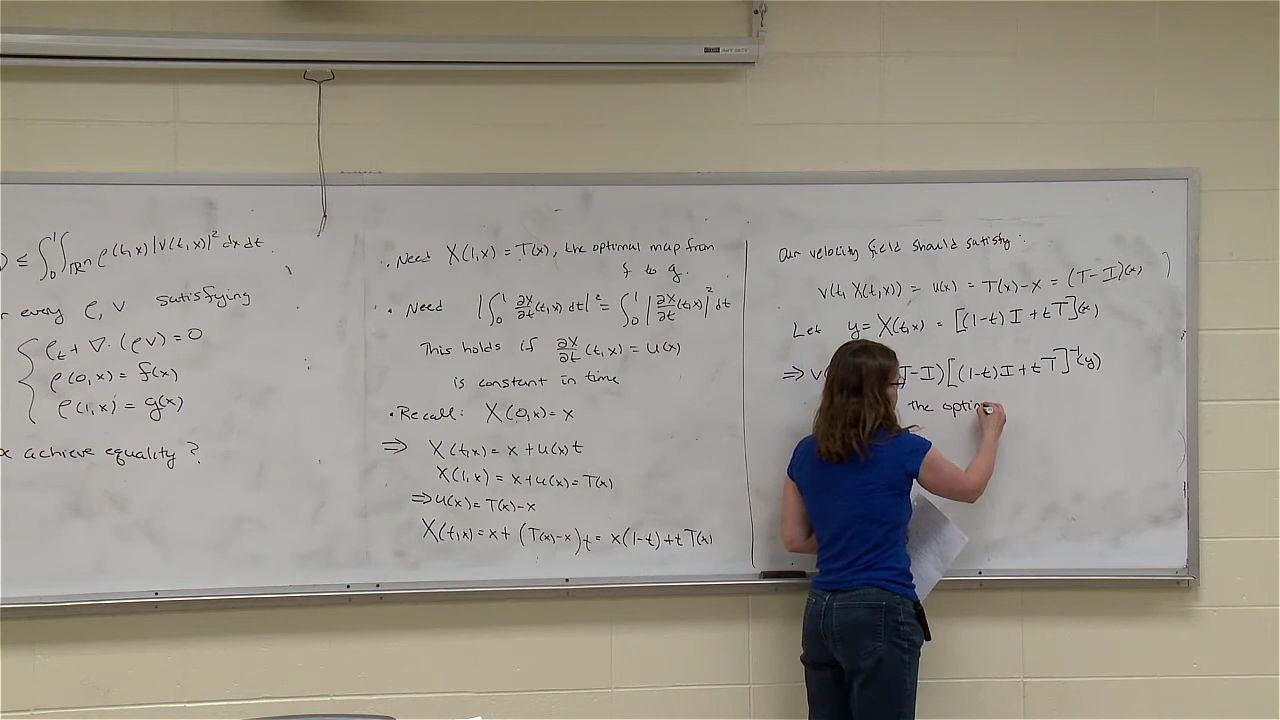 ≤ ∫₀¹∫_ℝⁿ ρ(t,x)|v(t,x)|² dx dt.
every ρ, v satisfying
ρₜ + ∇·(ρv) = 0
ρ(0,x) = f(x)
ρ(1,x) = g(x)
achieve equality?
· Need X(1,x) = T(x), the optimal map from
f to g.
· Need |∫₀¹ ∂X/∂t (t,x) dt|² = ∫₀¹ |∂X/∂t (t,x)|² dt
This holds if ∂X/∂t (t,x) = u(x)
is constant in time
· Recall: X(0,x) = x
⇒ X(t,x) = x + u(x)t
X(1,x) = x + u(x) = T(x)
⇒ u(x) = T(x) - x
X(t,x) = x + (T(x) - x)t = x(1-t) + tT(x)
Our velocity field should satisfy:
v(t, X(t,x)) = u(x) = T(x) - x = (T - I)(x)
Let y = X(t,x) = [(1-t)I + tT](x)
⇒ v( T - I)[(1-t)I + tT]⁻¹(y)
the optim